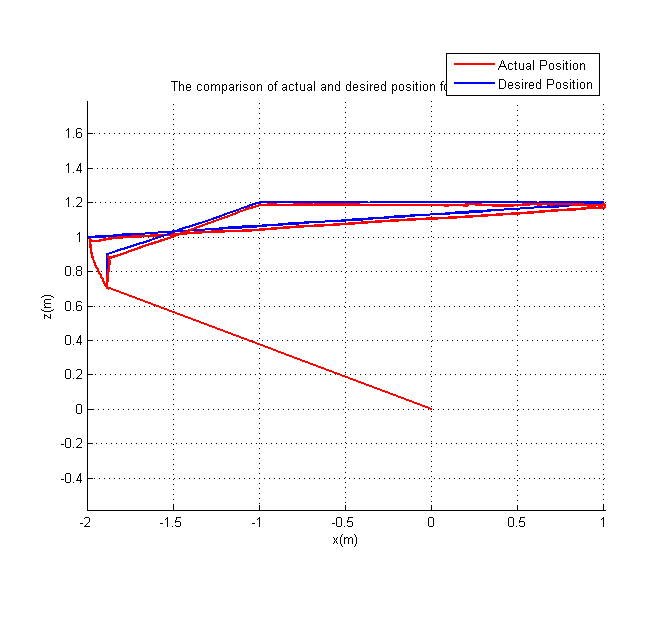 Actual Position
Desired Position
The comparison of actual and desired position
1.6
1.4
1.2
1
0.8
0.6
0.4
0.2
0
-0.2
-0.4
z(m)
-2 -1.5 -1 -0.5 0 0.5 1
x(m)